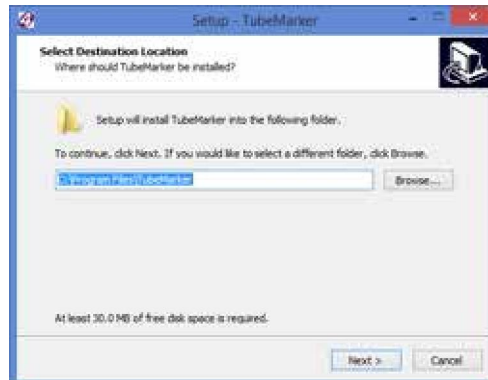 Setup - TubeMarker
Select Destination Location
Where should TubeMarker be installed?
Setup will install TubeMarker into the following folder.
To continue, click Next. If you would like to select a different folder, click Browse.
C:\Program Files\TubeMarker
Browse...
At least 30.0 MB of free disk space is required.
Next >
Cancel